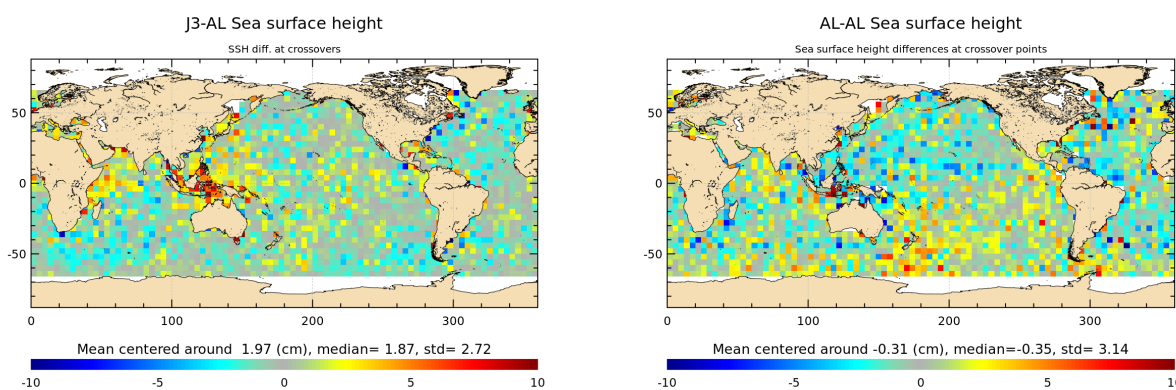 J3-AL Sea surface height
SSH diff. at crossovers
50
0
-50
0 100 200 300
Mean centered around 1.97 (cm), median= 1.87, std= 2.72
-10 -5 0 5 10
AL-AL Sea surface height
Sea surface height differences at crossover points
50
0
-50
0 100 200 300
Mean centered around -0.31 (cm), median=-0.35, std= 3.14
-10 -5 0 5